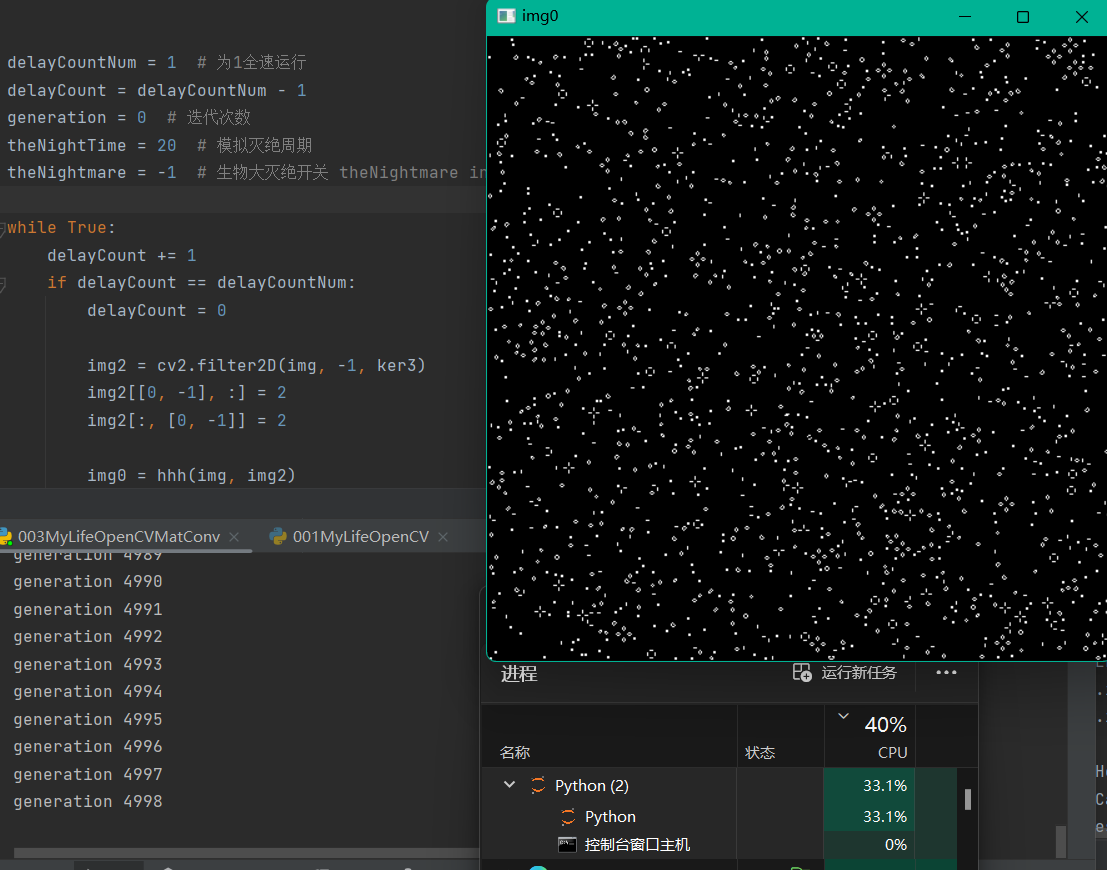 img0
delayCountNum = 1  # 为1全速运行
delayCount = delayCountNum - 1
generation = 0  # 迭代次数
theNightTime = 20  # 模拟灭绝周期
theNightmare = -1  # 生物大灭绝开关 theNightmare in
while True:
delayCount += 1
if delayCount == delayCountNum:
delayCount = 0
img2 = cv2.filter2D(img, -1, ker3)
img2[[0, -1], :] = 2
img2[:, [0, -1]] = 2
img0 = hhh(img, img2)
003MyLifeOpenCVMatConv
001MyLifeOpenCV
generation 4989
generation 4990
generation 4991
generation 4992
generation 4993
generation 4994
generation 4995
generation 4996
generation 4997
generation 4998
进程
运行新任务
40%
名称
状态
CPU
Python (2)
33.1%
Python
33.1%
控制台窗口主机
0%